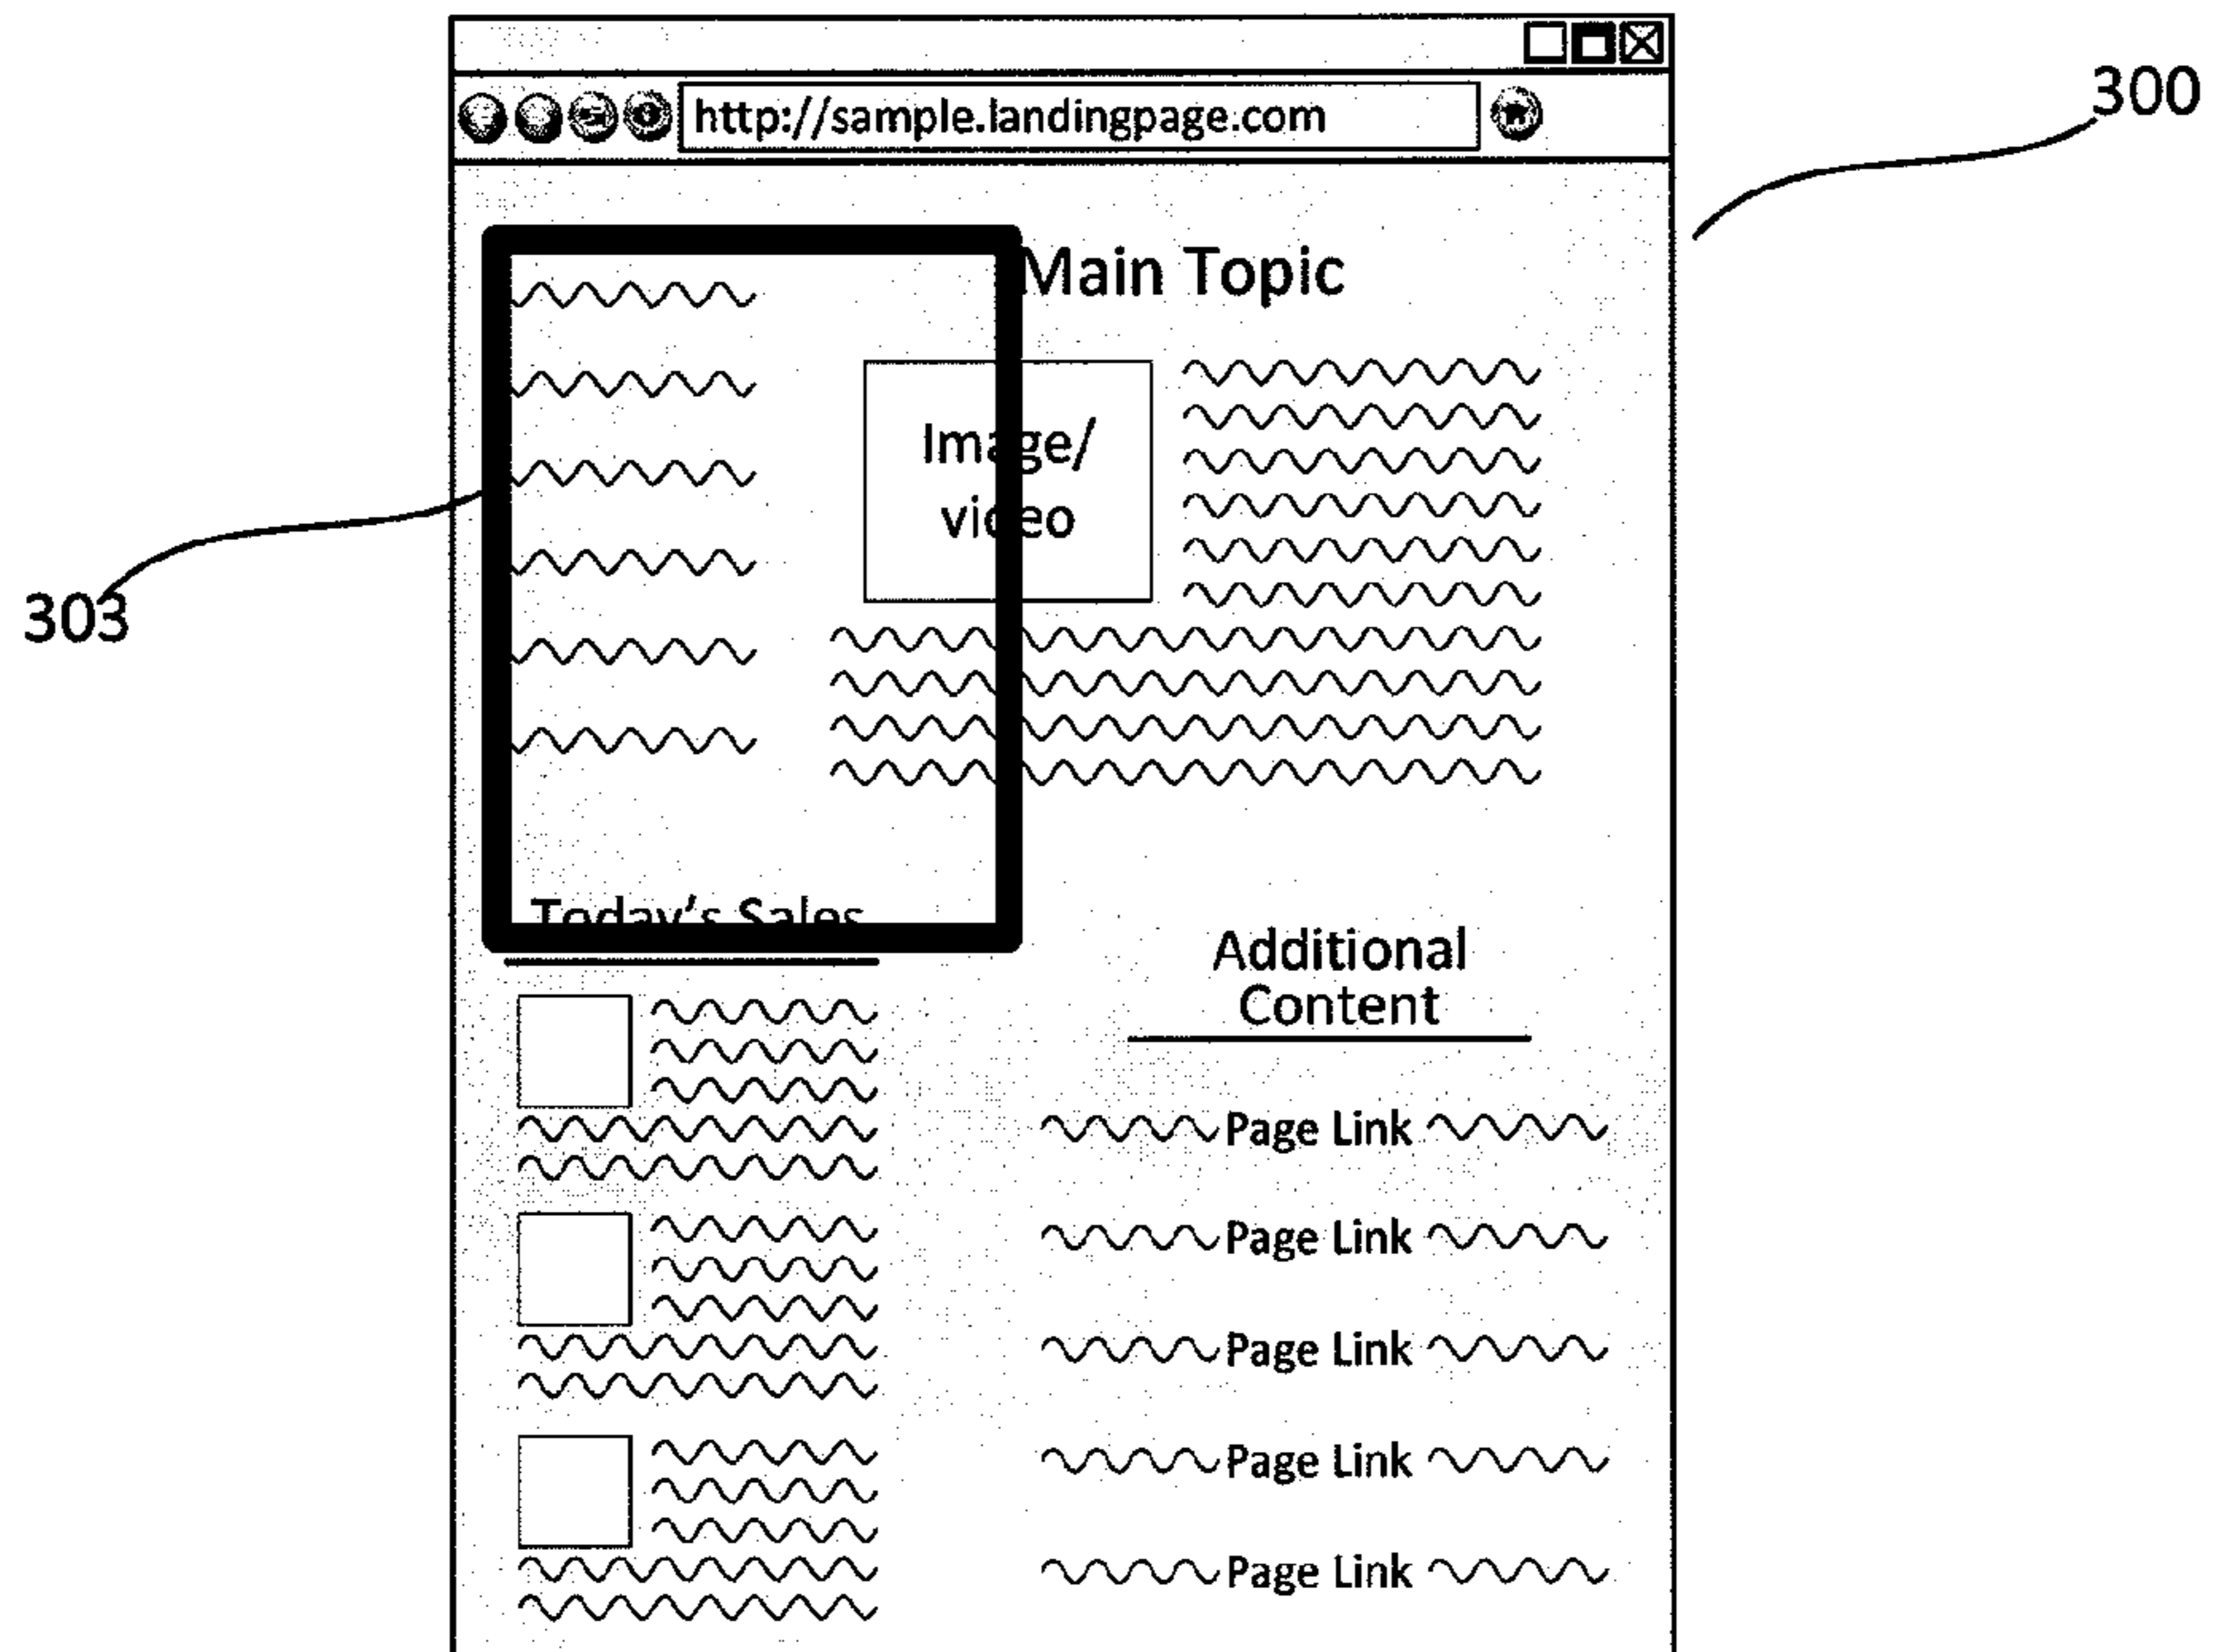 http://sample.landingpage.com
300
Main Topic
Image/
video
303
Today's Sales
Additional
Content
Page Link
Page Link
Page Link
Page Link
Page Link